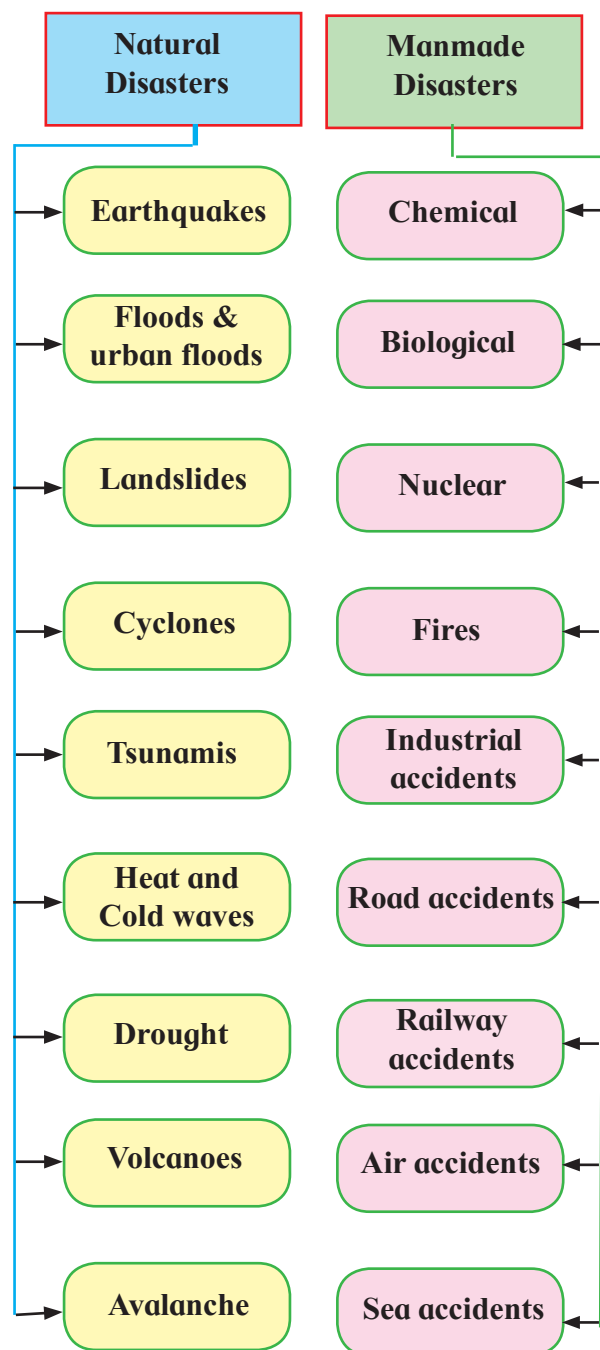 Natural
Disasters
Earthquakes
Floods &
urban floods
Landslides
Cyclones
Tsunamis
Heat and
Cold waves
Drought
Volcanoes
Avalanche
Manmade
Disasters
Chemical
Biological
Nuclear
Fires
Industrial
accidents
Road accidents
Railway
accidents
Air accidents
Sea accidents